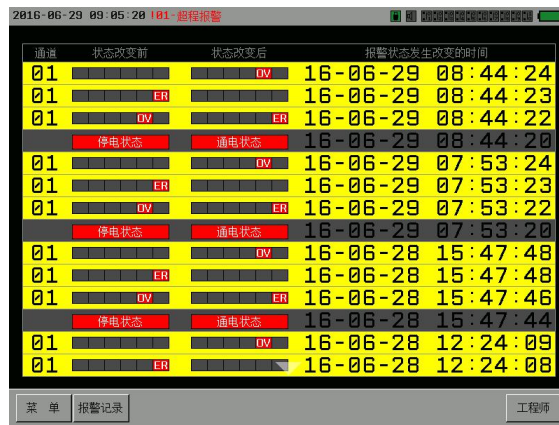 2016-06-29 09:05:20 !01-超程报警
通道 状态改变前 状态改变后 报警状态发生改变的时间
01 OV 16-06-29 08:44:24
01 ER 16-06-29 08:44:23
01 OV ER 16-06-29 08:44:22
停电状态 通电状态 16-06-29 08:44:20
01 OV 16-06-29 07:53:24
01 ER 16-06-29 07:53:23
01 OV ER 16-06-29 07:53:22
停电状态 通电状态 16-06-29 07:53:20
01 OV 16-06-28 15:47:48
01 ER 16-06-28 15:47:48
01 OV ER 16-06-28 15:47:46
停电状态 通电状态 16-06-28 15:47:44
01 OV 16-06-28 12:24:09
01 ER 16-06-28 12:24:08
菜 单 报警记录 工程师